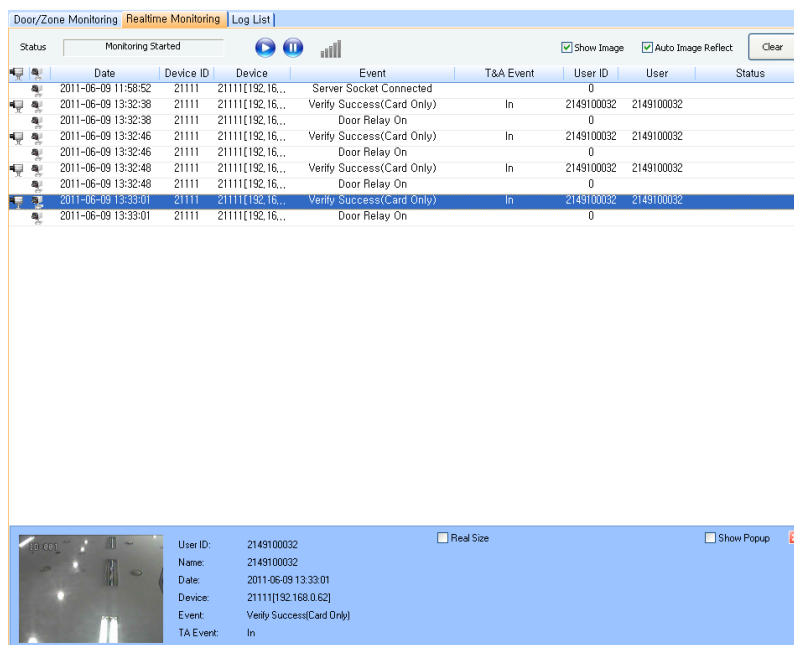 Door/Zone Monitoring Realtime Monitoring Log List
Status Monitoring Started Show Image Auto Image Reflect Clear
Date Device ID Device Event T&A Event User ID User Status
2011-06-09 11:58:52 21111 21111[192,16,.. Server Socket Connected 0
2011-06-09 13:32:38 21111 21111[192,16,.. Verify Success(Card Only) In 2149100032 2149100032
2011-06-09 13:32:38 21111 21111[192,16,.. Door Relay On 0
2011-06-09 13:32:46 21111 21111[192,16,.. Verify Success(Card Only) In 2149100032 2149100032
2011-06-09 13:32:46 21111 21111[192,16,.. Door Relay On 0
2011-06-09 13:32:48 21111 21111[192,16,.. Verify Success(Card Only) In 2149100032 2149100032
2011-06-09 13:32:48 21111 21111[192,16,.. Door Relay On 0
2011-06-09 13:33:01 21111 21111[192,16,.. Verify Success(Card Only) In 2149100032 2149100032
2011-06-09 13:33:01 21111 21111[192,16,.. Door Relay On 0
Real Size Show Popup
User ID: 2149100032
Name: 2149100032
Date: 2011-06-09 13:33:01
Device: 21111[192.168.0.62]
Event: Verify Success(Card Only)
TA Event: In